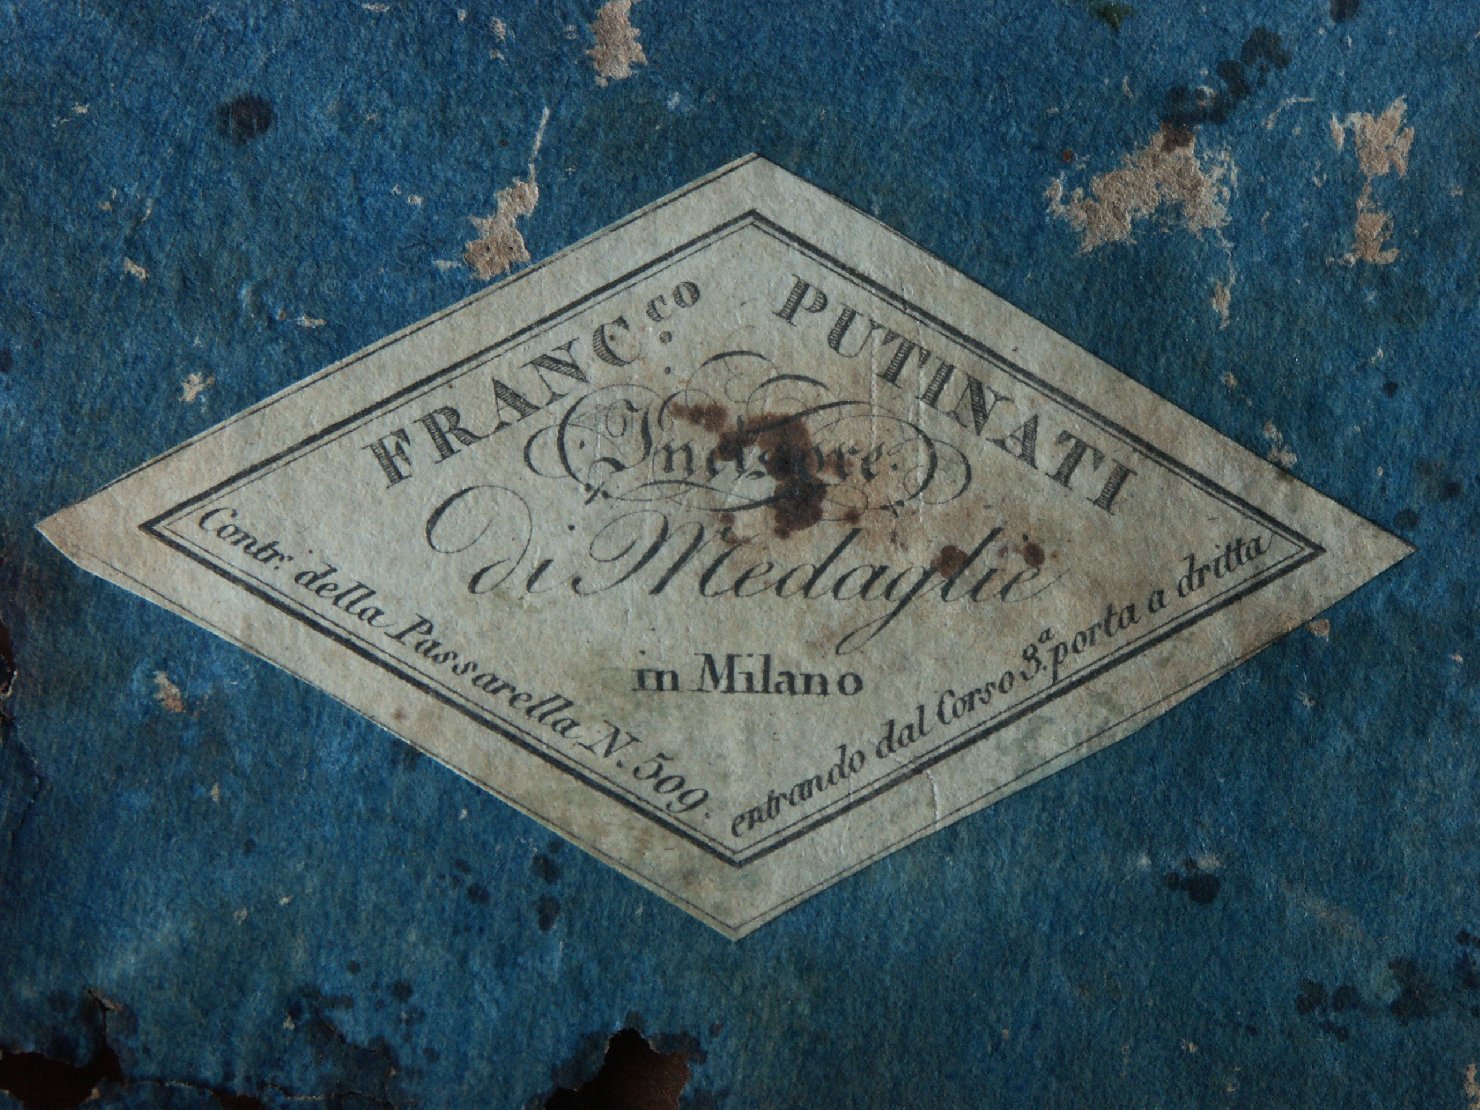 FRANC.co PUTINATI
Incisore
di Medaglie
in Milano
Contr. della Passarella N. 509.
entrando dal Corso 3.a porta a dritta